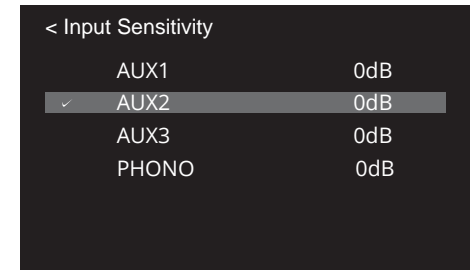 < Input Sensitivity
AUX1 0dB
✓ AUX2 0dB
AUX3 0dB
PHONO 0dB